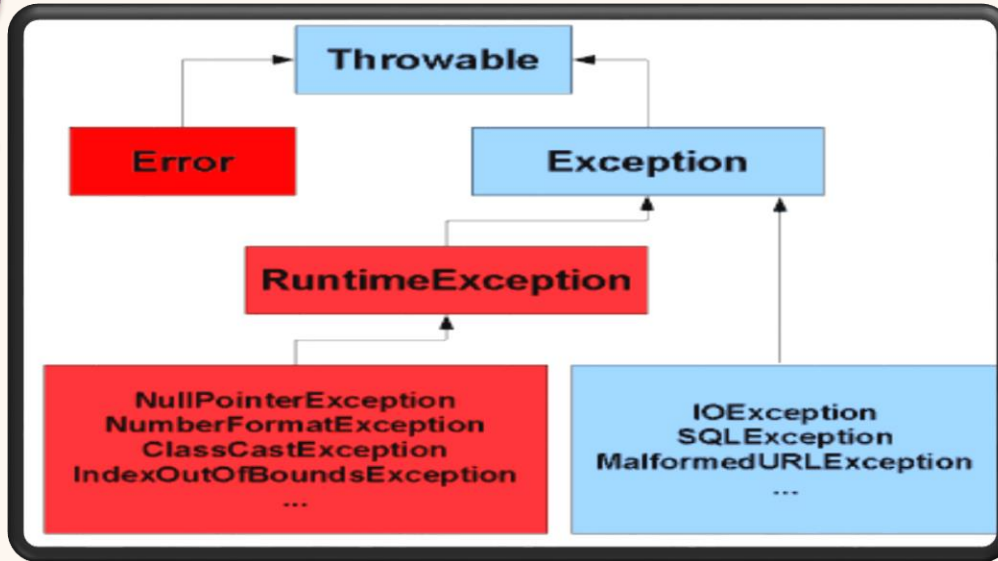 Throwable
Error
Exception
RuntimeException
NullPointerException
NumberFormatException
ClassCastException
IndexOutOfBoundsException
...
IOException
SQLException
MalformedURLException
...